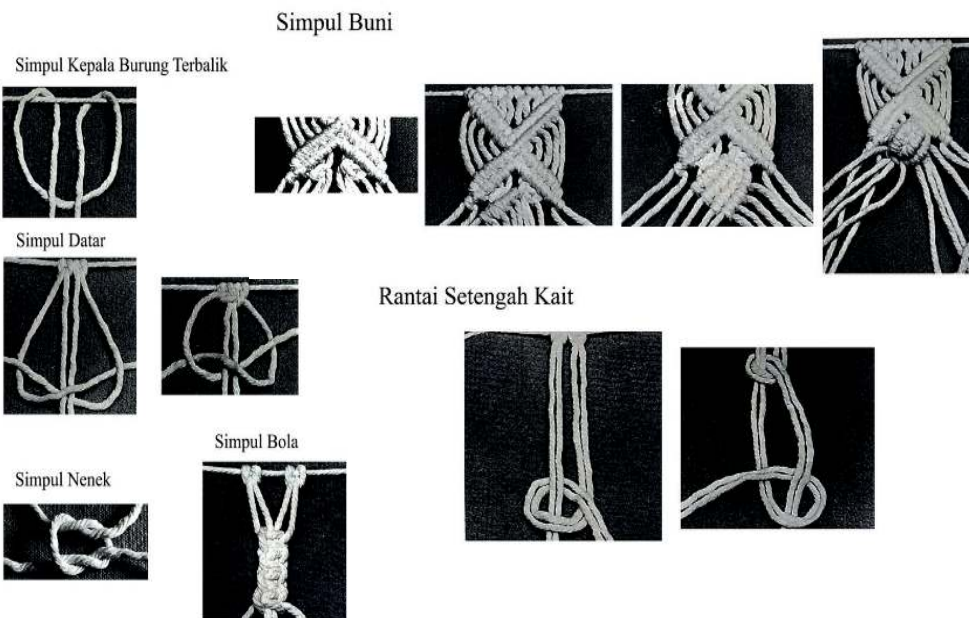 Simpul Buni
Simpul Kepala Burung Terbalik
Simpul Datar
Rantai Setengah Kait
Simpul Bola
Simpul Nenek